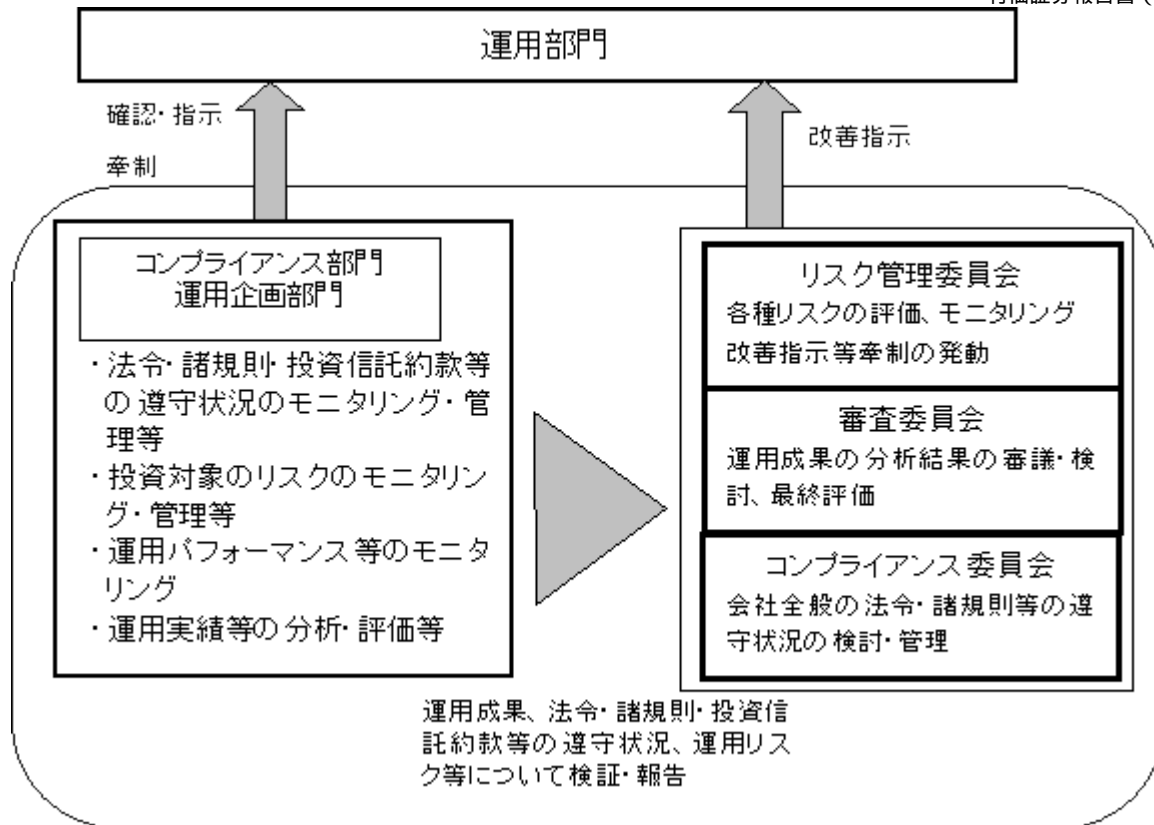 有価証券報告書（
運用部門
確認・指示
牽制
改善指示
コンプライアンス部門
運用企画部門
・法令・諸規則・投資信託約款等
の遵守状況のモニタリング・管
理等
・投資対象のリスクのモニタリン
グ・管理等
・運用パフォーマンス等のモニタ
リング
・運用実績等の分析・評価等
リスク管理委員会
各種リスクの評価、モニタリング
改善指示等牽制の発動
審査委員会
運用成果の分析結果の審議・検
討、最終評価
コンプライアンス委員会
会社全般の法令・諸規則等の遵
守状況の検討・管理
運用成果、法令・諸規則・投資信
託約款等の遵守状況、運用リス
ク等について検証・報告